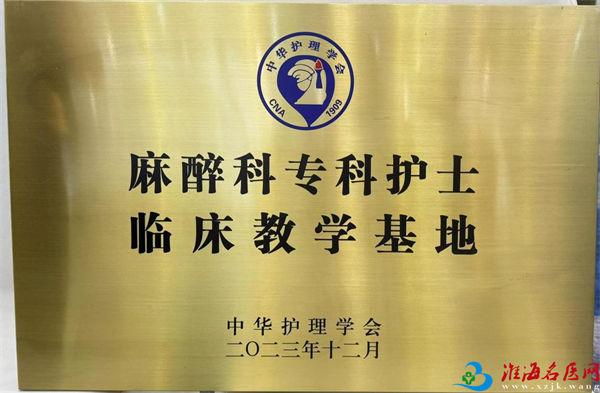 中华护理学会
CNA 1909
麻醉科专科护士
临床教学基地
中华护理学会
二〇二三年十二月
淮海名医网
www.xzjk.wang